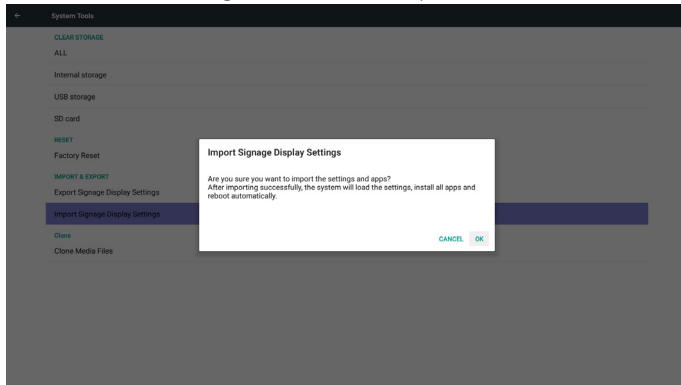 System Tools
CLEAR STORAGE
ALL
Internal storage
USB storage
SD card
RESET
Factory Reset
IMPORT & EXPORT
Export Signage Display Settings
Import Signage Display Settings
Clone
Clone Media Files
Import Signage Display Settings
Are you sure you want to import the settings and apps?
After importing successfully, the system will load the settings, install all apps and
reboot automatically.
CANCEL OK